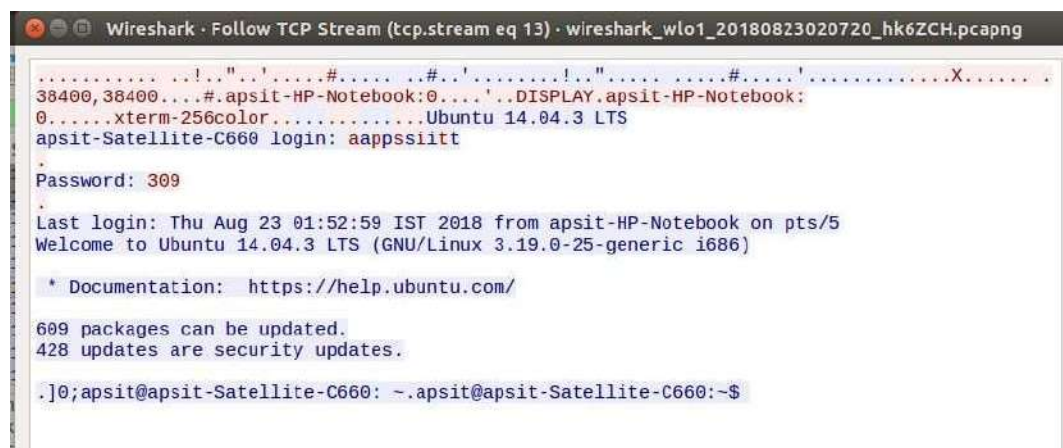 Wireshark · Follow TCP Stream (tcp.stream eq 13) · wireshark_wlo1_20180823020720_hk6ZCH.pcapng
........... ..!.."..'.....#..... ..#..'........!.."..... .....#.....'.............X...... .
38400,38400....#.apsit-HP-Notebook:0....'..DISPLAY.apsit-HP-Notebook:
0......xterm-256color..............Ubuntu 14.04.3 LTS
apsit-Satellite-C660 login: aappssiitt
.
Password: 309
.
Last login: Thu Aug 23 01:52:59 IST 2018 from apsit-HP-Notebook on pts/5
Welcome to Ubuntu 14.04.3 LTS (GNU/Linux 3.19.0-25-generic i686)
* Documentation:  https://help.ubuntu.com/
609 packages can be updated.
428 updates are security updates.
.]0;apsit@apsit-Satellite-C660: ~.apsit@apsit-Satellite-C660:~$